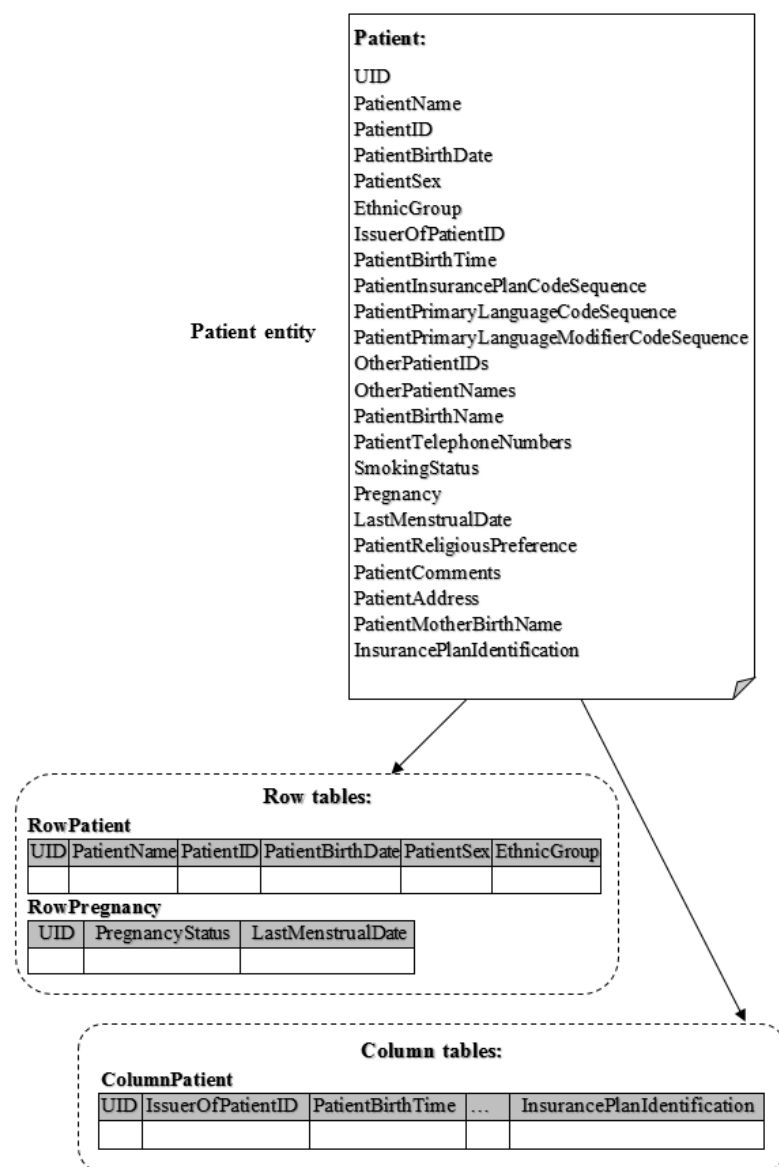 Patient:
UID
PatientName
PatientID
PatientBirthDate
PatientSex
EthnicGroup
IssuerOfPatientID
PatientBirthTime
PatientInsurancePlanCodeSequence
PatientPrimaryLanguageCodeSequence
PatientPrimaryLanguageModifierCodeSequence
OtherPatientIDs
OtherPatientNames
PatientBirthName
PatientTelephoneNumbers
SmokingStatus
Pregnancy
LastMenstrualDate
PatientReligiousPreference
PatientComments
PatientAddress
PatientMotherBirthName
InsurancePlanIdentification
Patient entity
Row tables:
RowPatient
UID PatientName PatientID PatientBirthDate PatientSex EthnicGroup
RowPregnancy
UID PregnancyStatus LastMenstrualDate
Column tables:
ColumnPatient
UID IssuerOfPatientID PatientBirthTime … InsurancePlanIdentification